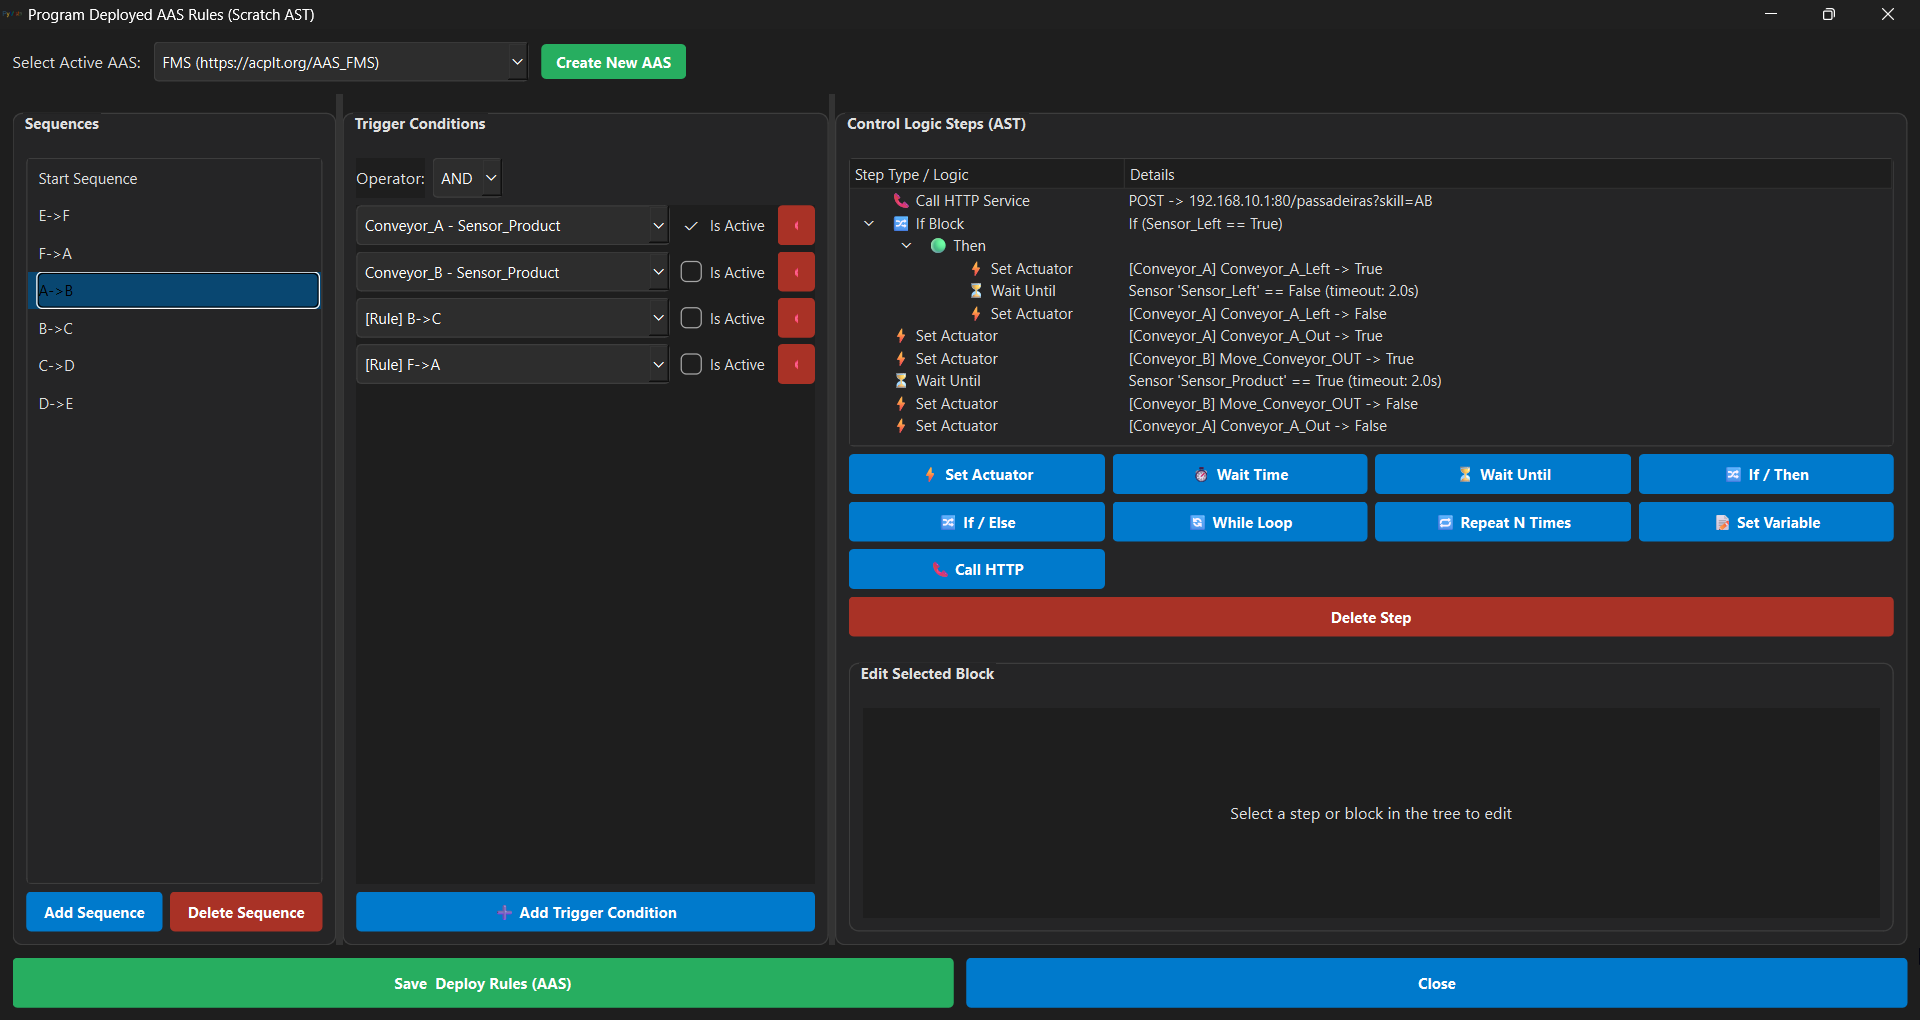 Program Deployed AAS Rules (Scratch AST)
Select Active AAS: FMS (https://acplt.org/AAS_FMS) Create New AAS
Sequences
Start Sequence
E->F
F->A
A->B
B->C
C->D
D->E
Add Sequence Delete Sequence
Trigger Conditions
Operator: AND
Conveyor_A - Sensor_Product Is Active
Conveyor_B - Sensor_Product Is Active
[Rule] B->C Is Active
[Rule] F->A Is Active
Add Trigger Condition
Control Logic Steps (AST)
Step Type / Logic Details
Call HTTP Service POST -> 192.168.10.1:80/passadeiras?skill=AB
If Block If (Sensor_Left == True)
Then
Set Actuator [Conveyor_A] Conveyor_A_Left -> True
Wait Until Sensor 'Sensor_Left' == False (timeout: 2.0s)
Set Actuator [Conveyor_A] Conveyor_A_Left -> False
Set Actuator [Conveyor_A] Conveyor_A_Out -> True
Set Actuator [Conveyor_B] Move_Conveyor_OUT -> True
Wait Until Sensor 'Sensor_Product' == True (timeout: 2.0s)
Set Actuator [Conveyor_B] Move_Conveyor_OUT -> False
Set Actuator [Conveyor_A] Conveyor_A_Out -> False
Set Actuator Wait Time Wait Until If / Then
If / Else While Loop Repeat N Times Set Variable
Call HTTP
Delete Step
Edit Selected Block
Select a step or block in the tree to edit
Save Deploy Rules (AAS) Close